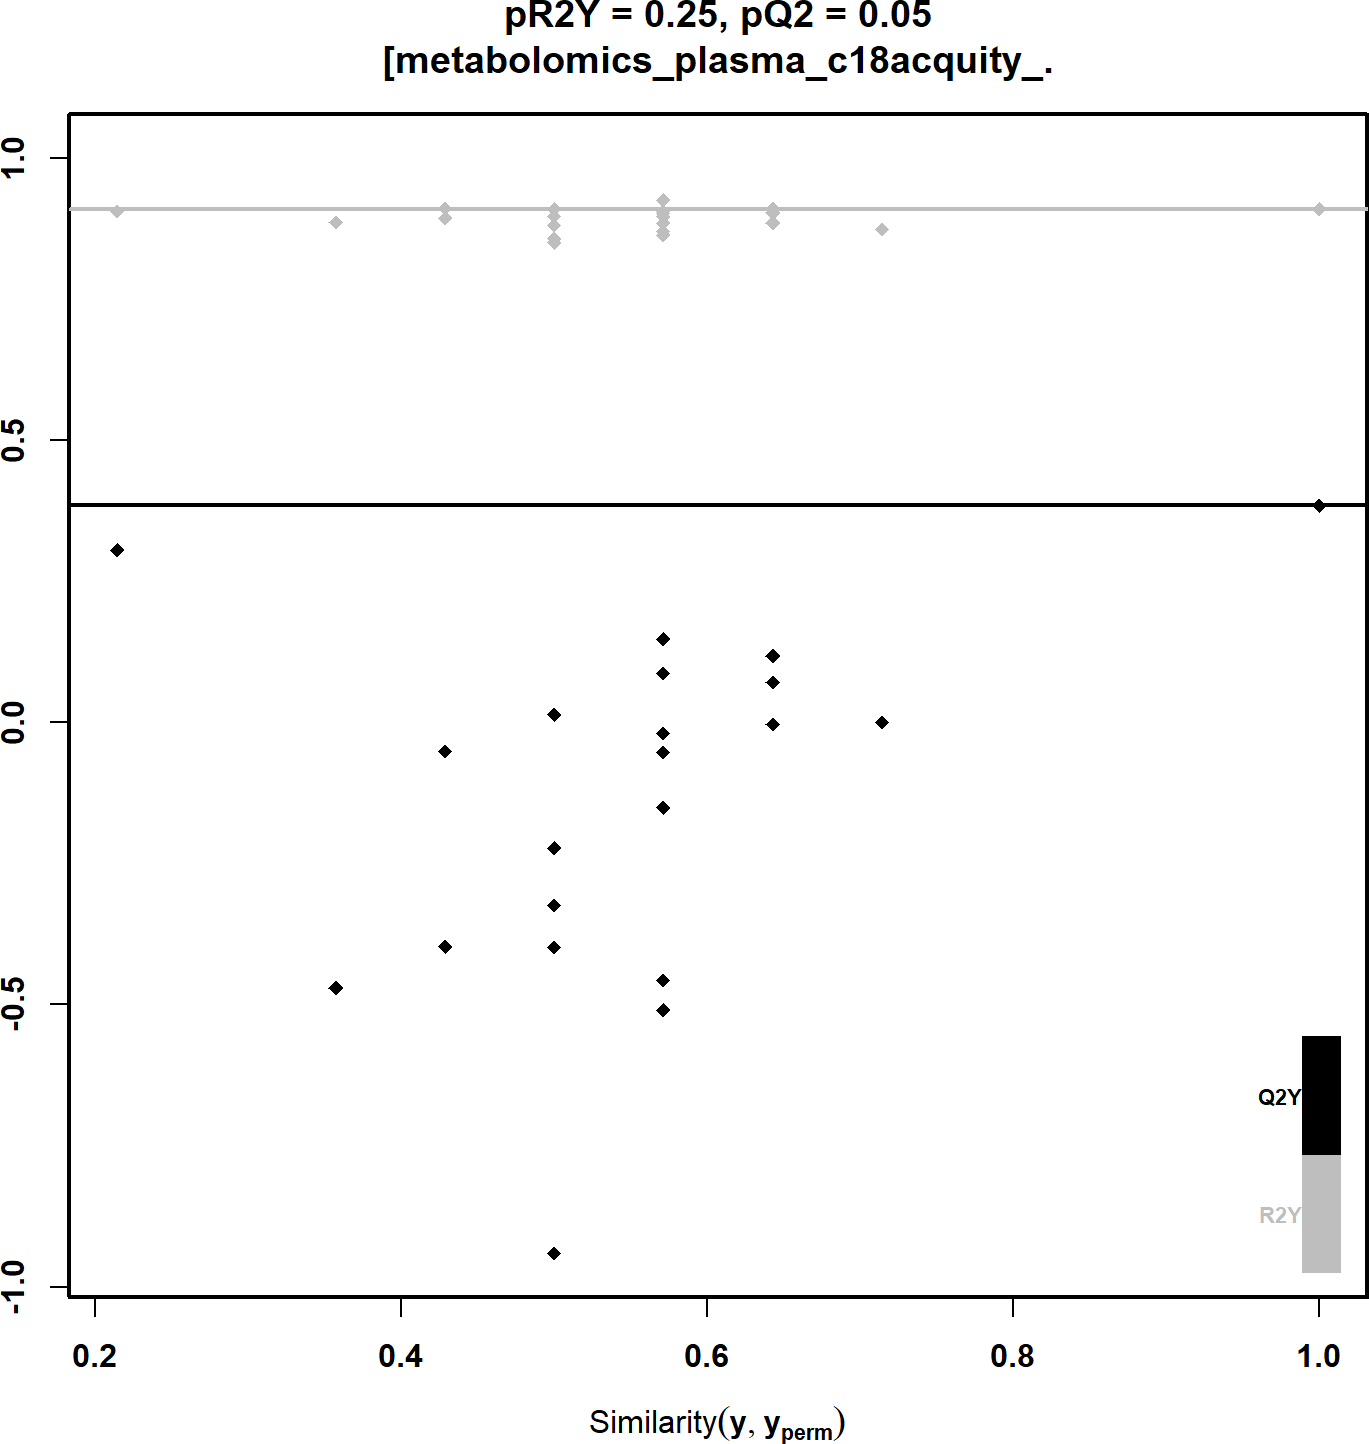 pR2Y = 0.25, pQ2 = 0.05
[metabolomics_plasma_c18acquity_.
1.0
0.5
0.0
-0.5
-1.0
Q2Y
R2Y
0.2 0.4 0.6 0.8 1.0
Similarity(y, yperm)